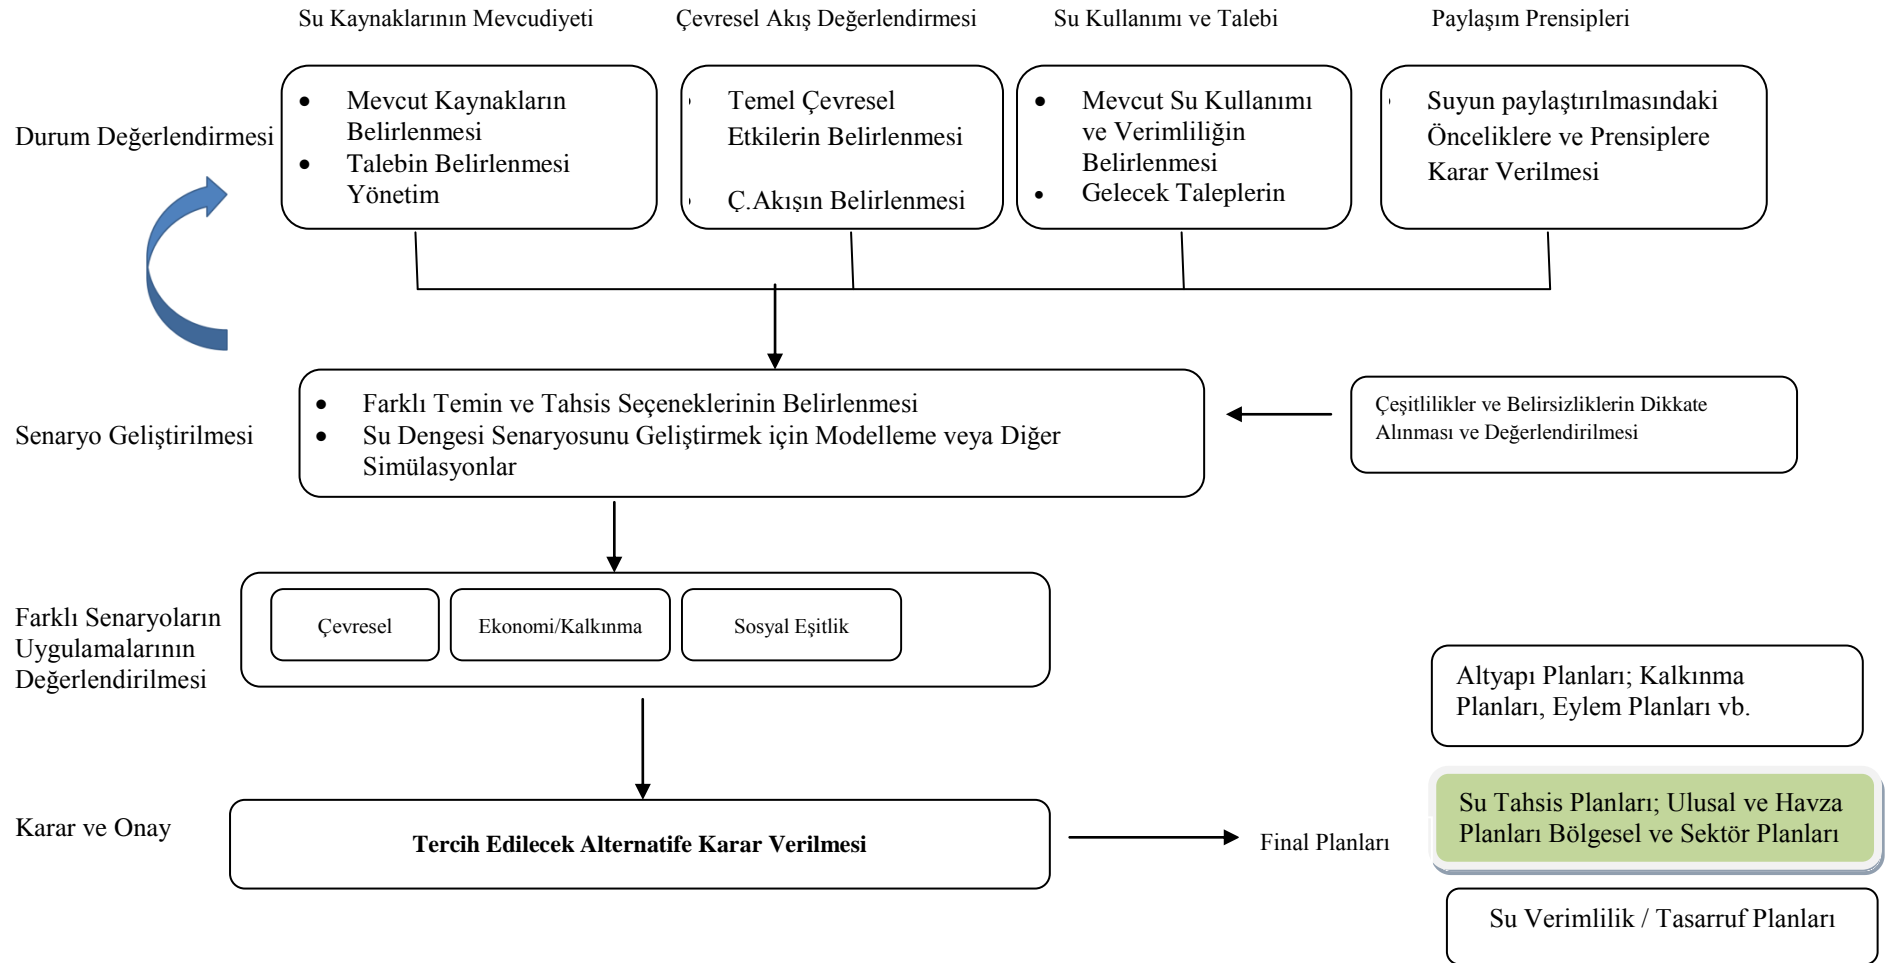 Su Kaynaklarının Mevcudiyeti
Çevresel Akış Değerlendirmesi
Su Kullanımı ve Talebi
Paylaşım Prensipleri
Durum Değerlendirmesi
• Mevcut Kaynakların
Belirlenmesi
• Talebin Belirlenmesi
Yönetim
• Temel Çevresel
Etkilerin Belirlenmesi
• Ç.Akışın Belirlenmesi
• Mevcut Su Kullanımı
ve Verimliliğin
Belirlenmesi
• Gelecek Taleplerin
• Suyun paylaştırılmasındaki
Önceliklere ve Prensiplere
Karar Verilmesi
Senaryo Geliştirilmesi
• Farklı Temin ve Tahsis Seçeneklerinin Belirlenmesi
• Su Dengesi Senaryosunu Geliştirmek için Modelleme veya Diğer
Simülasyonlar
Çeşitlilikler ve Belirsizliklerin Dikkate
Alınması ve Değerlendirilmesi
Farklı Senaryoların
Uygulamalarının
Değerlendirilmesi
Çevresel
Ekonomi/Kalkınma
Sosyal Eşitlik
Altyapı Planları; Kalkınma
Planları, Eylem Planları vb.
Karar ve Onay
Tercih Edilecek Alternatife Karar Verilmesi
Final Planları
Su Tahsis Planları; Ulusal ve Havza
Planları Bölgesel ve Sektör Planları
Su Verimlilik / Tasarruf Planları